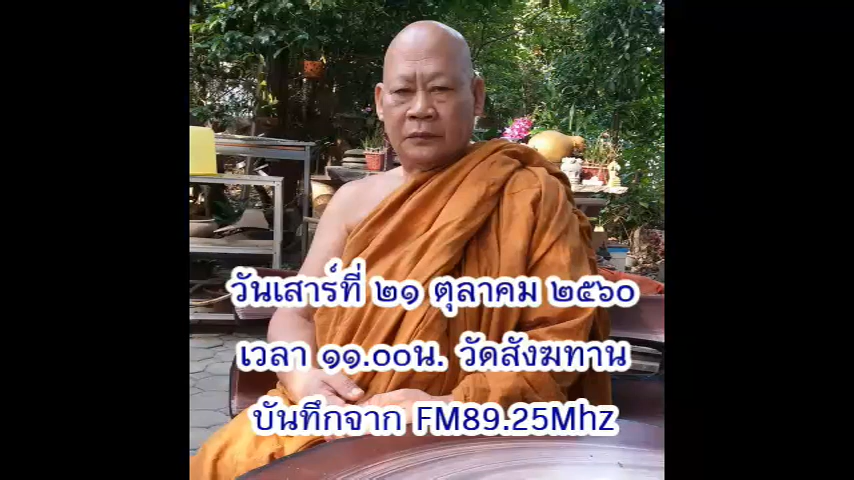 วันเสาร์ที่ ๒๑ ตุลาคม ๒๕๖๐
เวลา ๑๑.๐๐น. วัดสังฆทาน
บันทึกจาก FM89.25Mhz